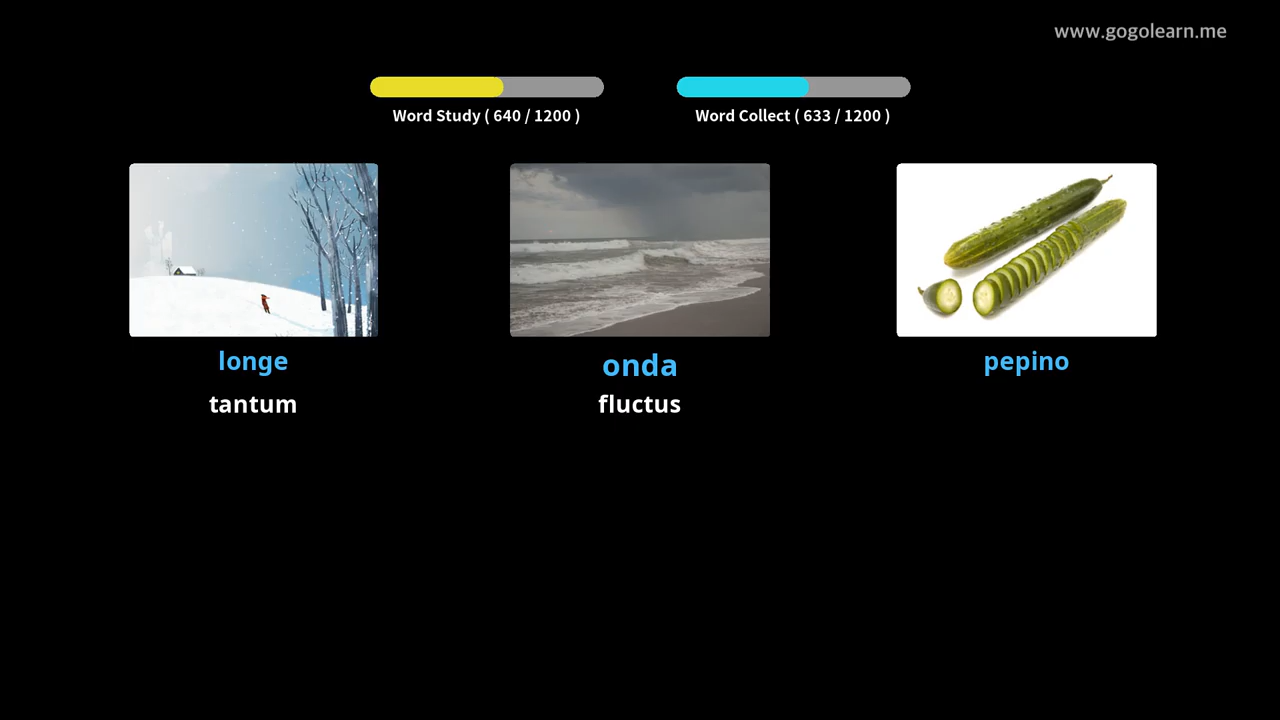 www.gogolearn.me
Word Study ( 640 / 1200 )
Word Collect ( 633 / 1200 )
longe
onda
pepino
tantum
fluctus